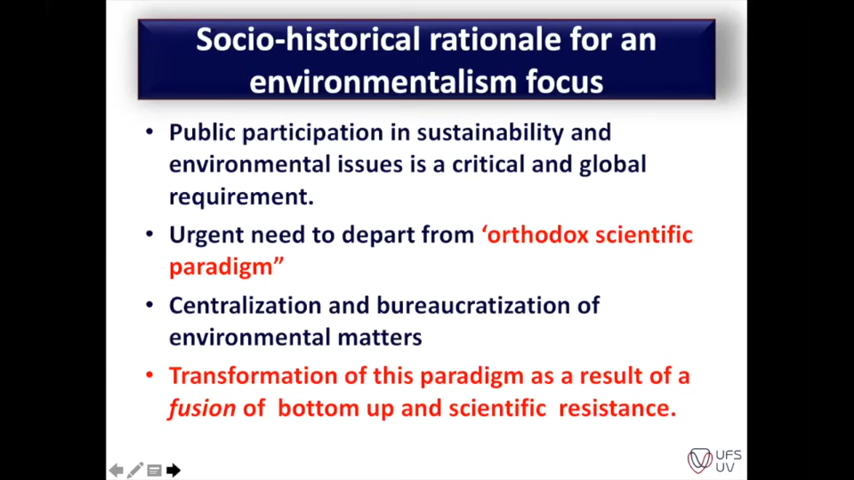 Socio-historical rationale for an
environmentalism focus
• Public participation in sustainability and
environmental issues is a critical and global
requirement.
• Urgent need to depart from ‘orthodox scientific
paradigm”
• Centralization and bureaucratization of
environmental matters
• Transformation of this paradigm as a result of a
fusion of bottom up and scientific resistance.
UFS
UV